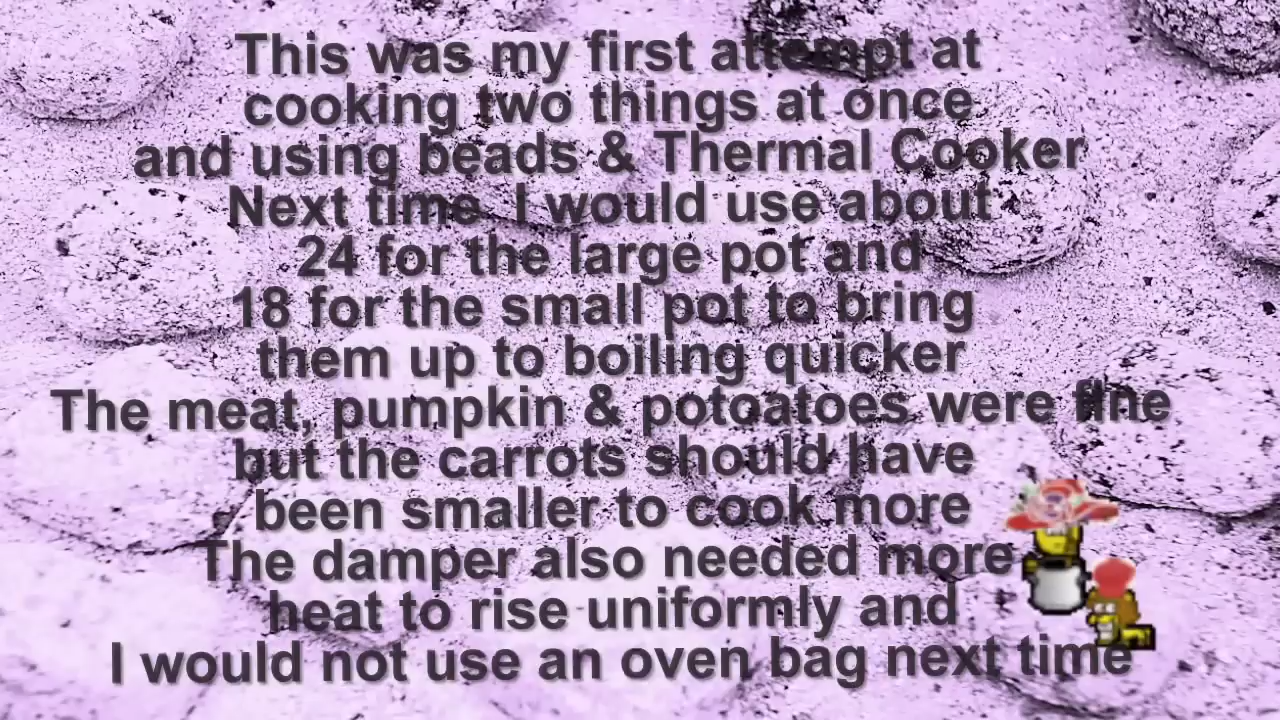 This was my first attempt at
cooking two things at once
and using beads & Thermal Cooker
Next time, I would use about
24 for the large pot and
18 for the small pot to bring
them up to boiling quicker
The meat, pumpkin & potoatoes were fine
but the carrots should have
been smaller to cook more
The damper also needed more
heat to rise uniformly and
I would not use an oven bag next time